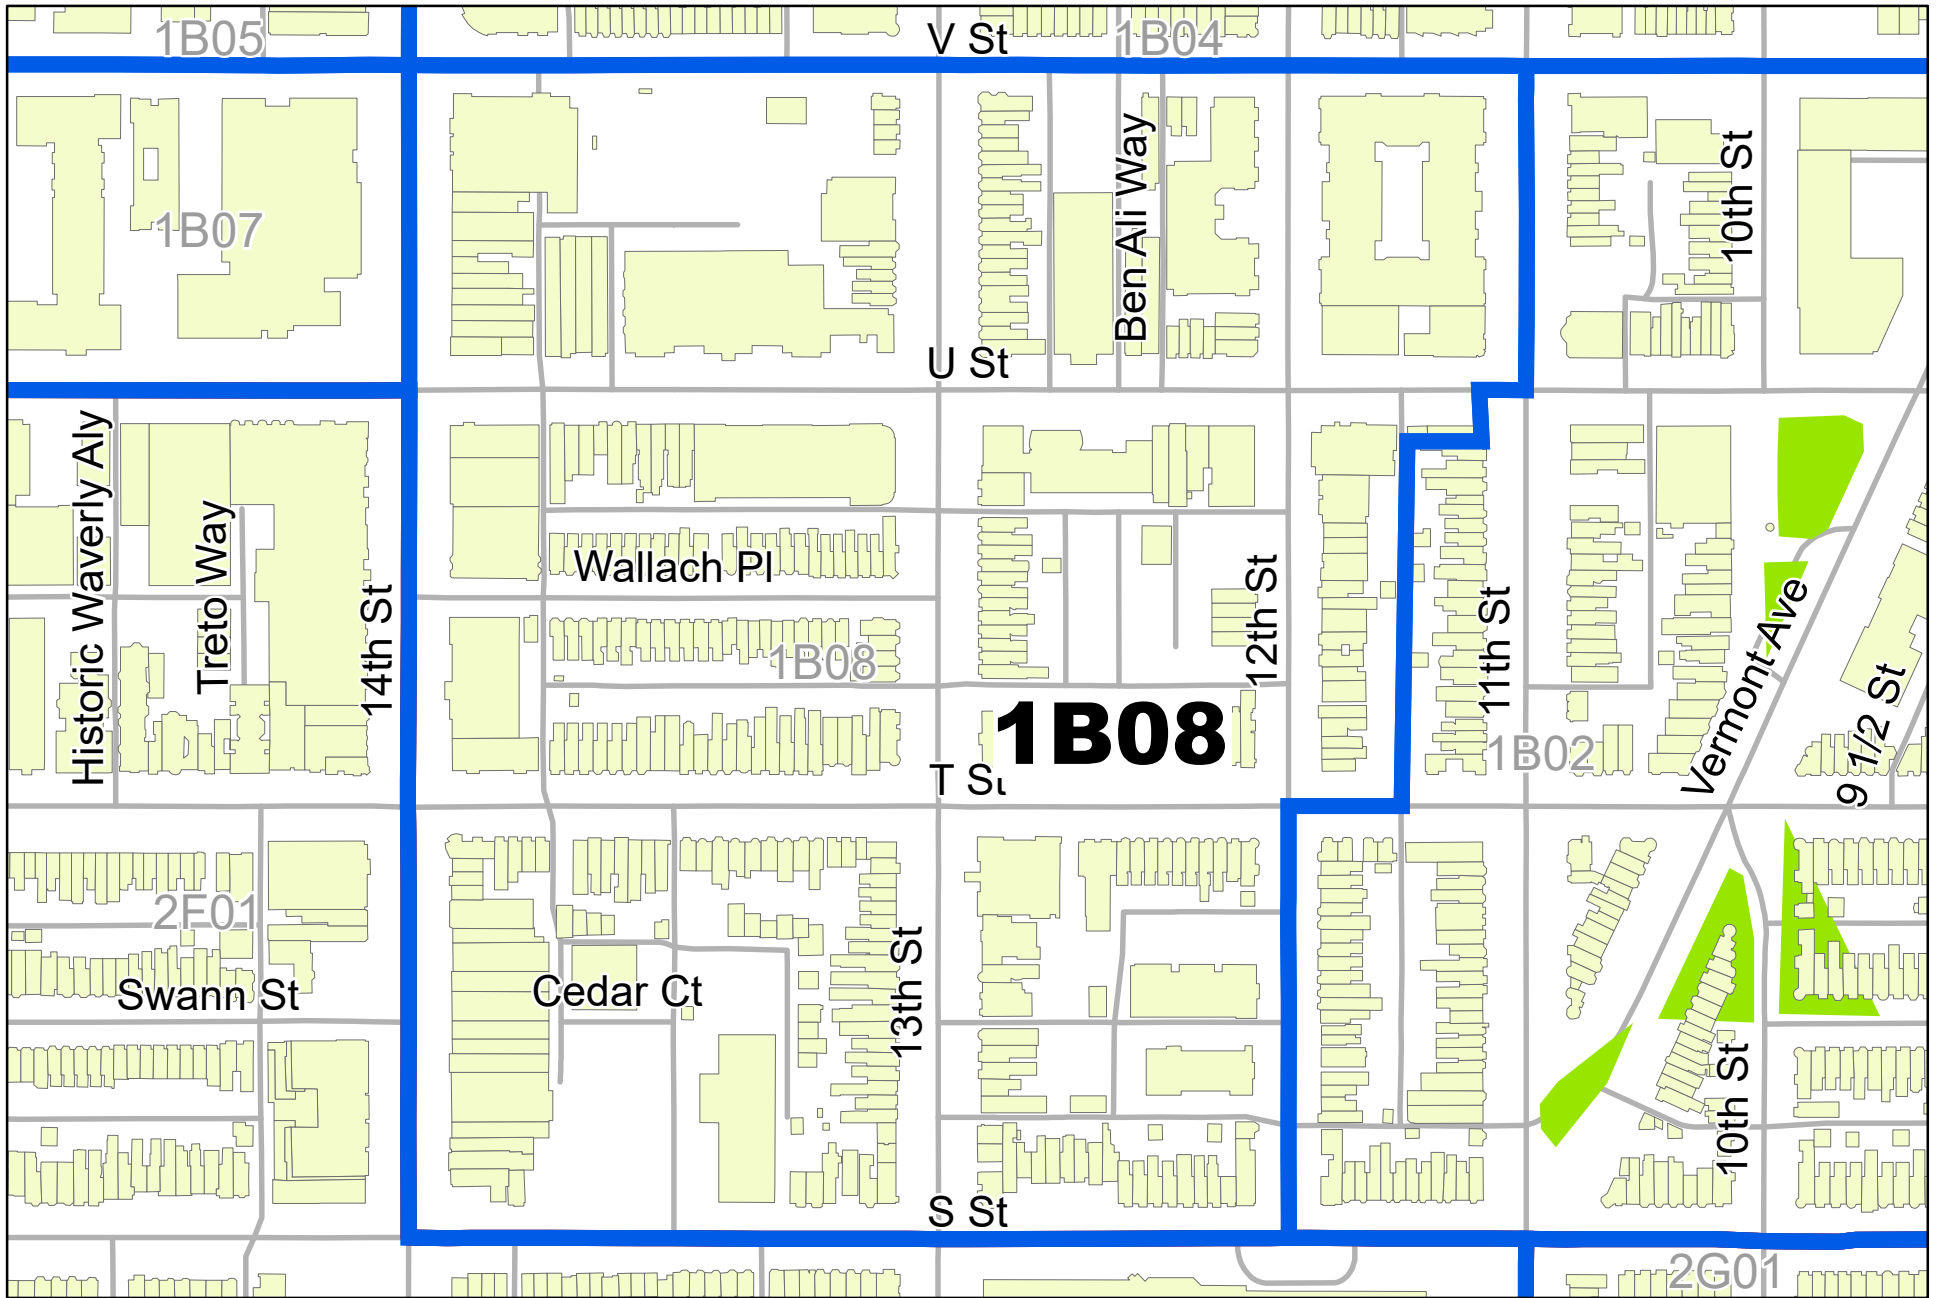 1B05
V St
1B04
1B07
Ben Ali Way
10th St
U St
Historic Waverly Aly
Treto Way
14th St
Wallach Pl
12th St
11th St
Vermont Ave
9 1/2 St
1B08
1B08
T St
1B02
2F01
Swann St
Cedar Ct
13th St
10th St
S St
2G01